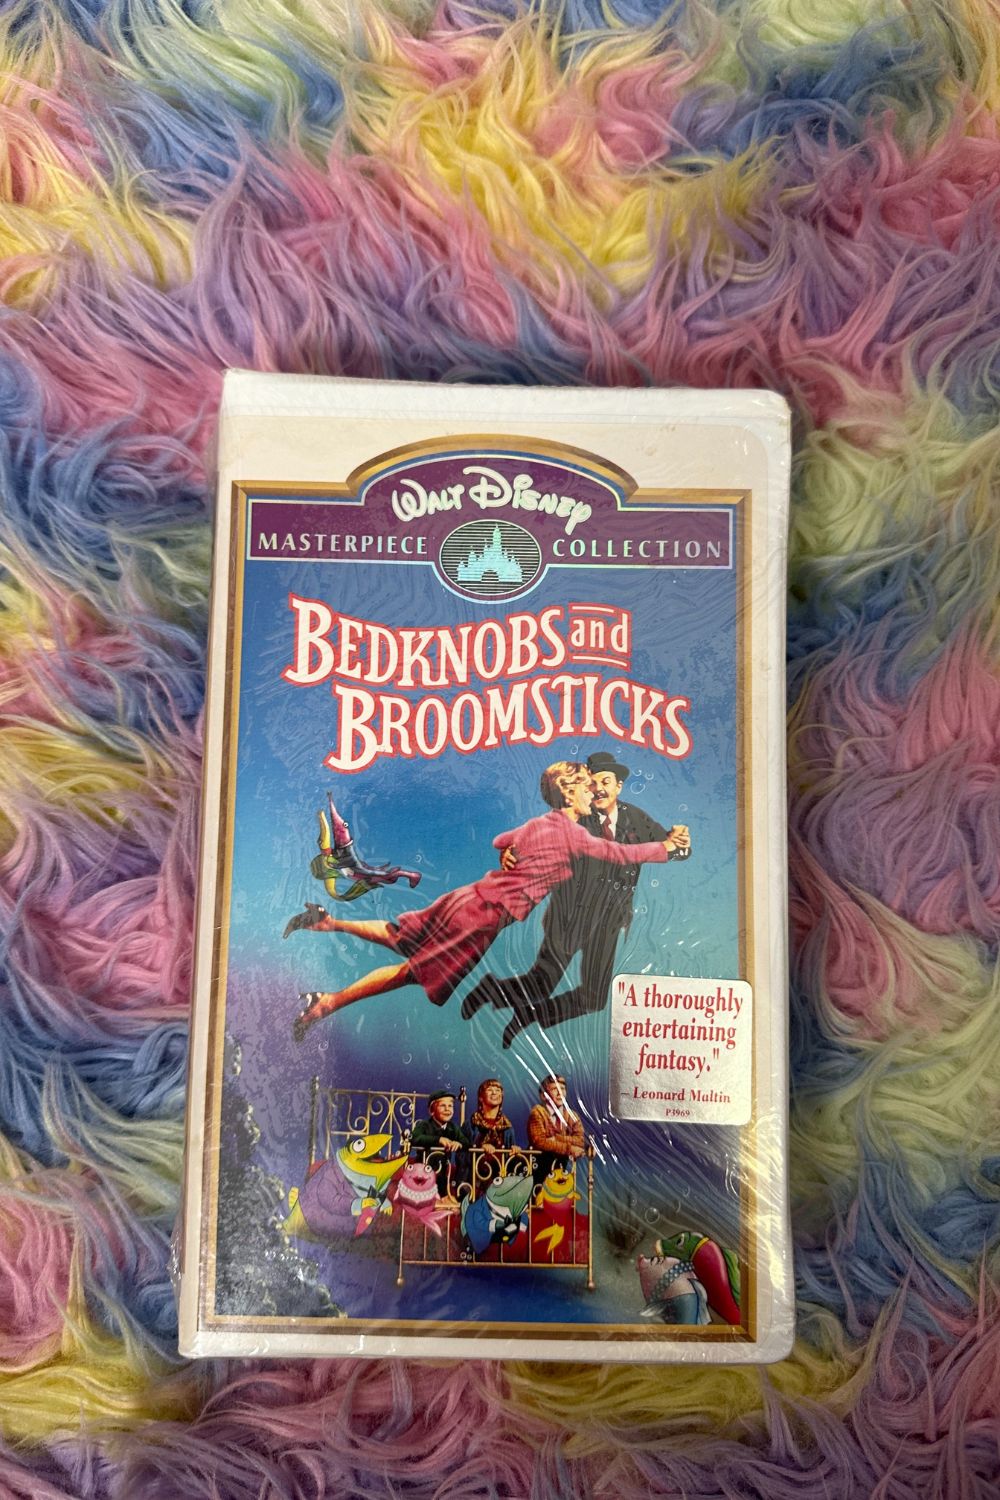 WALT DISNEY
MASTERPIECE COLLECTION
BEDKNOBS and
BROOMSTICKS
"A thoroughly
entertaining
fantasy."
– Leonard Maltin
P3969